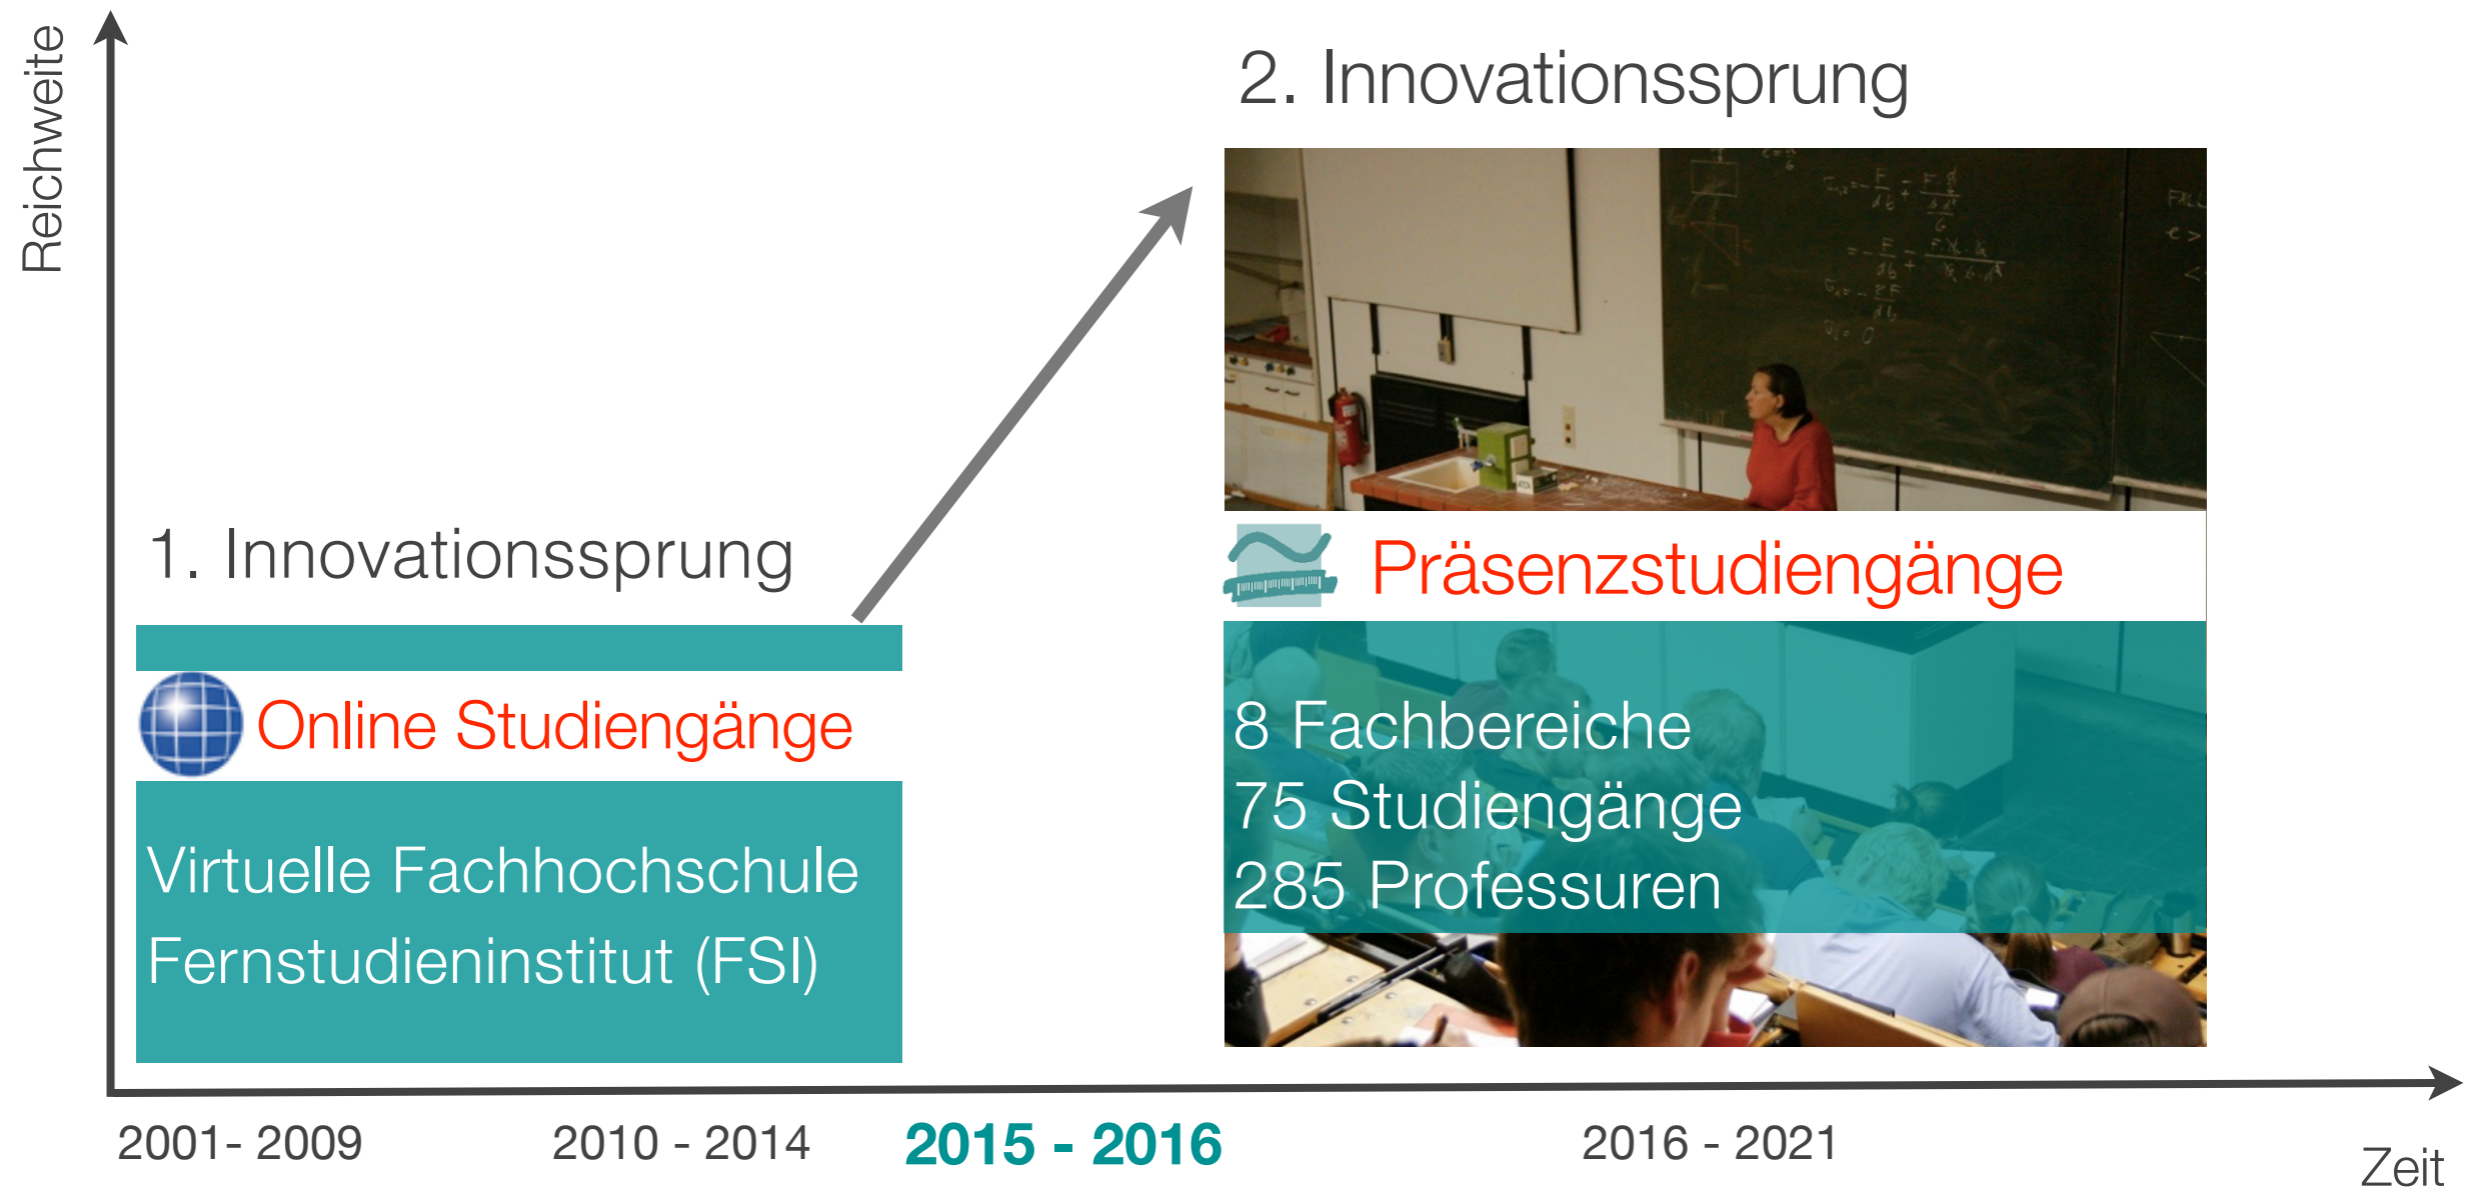 Reichweite
2. Innovationssprung
1. Innovationssprung
Präsenzstudiengänge
Online Studiengänge
8 Fachbereiche
75 Studiengänge
285 Professuren
Virtuelle Fachhochschule
Fernstudieninstitut (FSI)
2001- 2009
2010 - 2014
2015 - 2016
2016 - 2021
Zeit